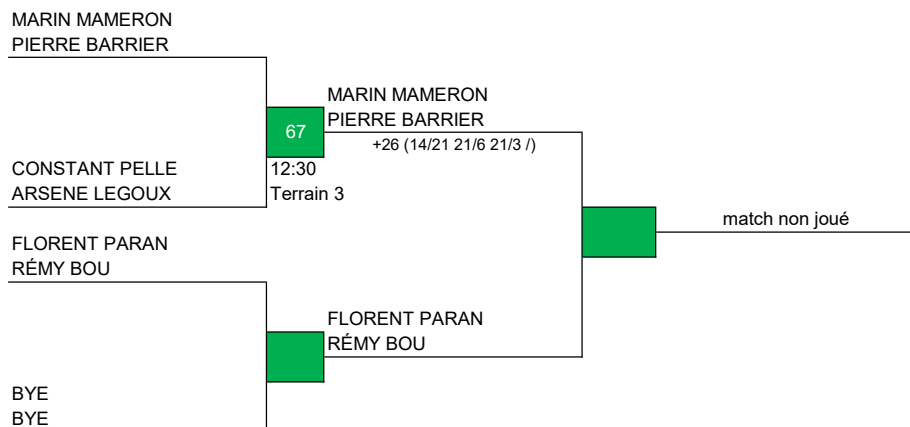 MARIN MAMERON
PIERRE BARRIER
MARIN MAMERON
67
PIERRE BARRIER
+26 (14/21 21/6 21/3 /)
CONSTANT PELLE
12:30
ARSENE LEGOUX
Terrain 3
match non joué
FLORENT PARAN
RÉMY BOU
FLORENT PARAN
RÉMY BOU
BYE
BYE